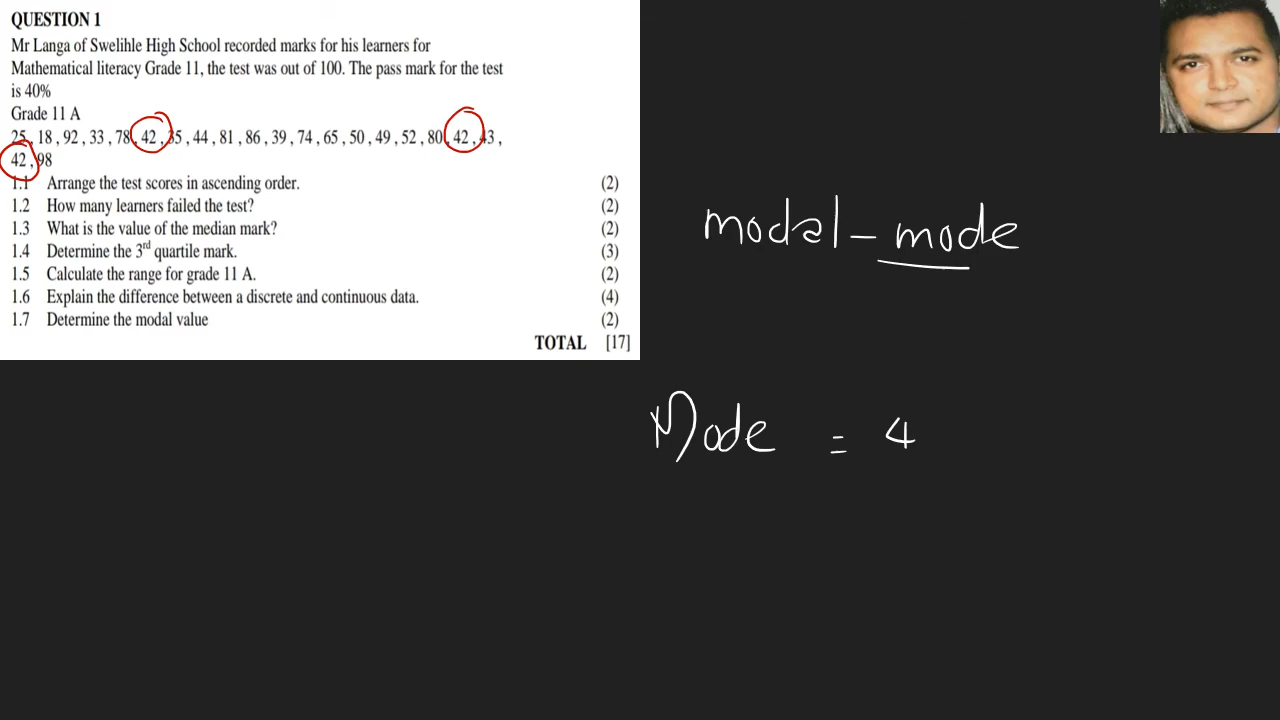 QUESTION 1
Mr Langa of Swelihle High School recorded marks for his learners for
Mathematical literacy Grade 11, the test was out of 100. The pass mark for the test
is 40%
Grade 11 A
25 , 18 , 92 , 33 , 78 , 42 , 35 , 44 , 81 , 86 , 39 , 74 , 65 , 50 , 49 , 52 , 80 , 42 , 43 ,
42 , 98
1.1 Arrange the test scores in ascending order. (2)
1.2 How many learners failed the test? (2)
1.3 What is the value of the median mark? (2)
1.4 Determine the 3rd quartile mark. (3)
1.5 Calculate the range for grade 11 A. (2)
1.6 Explain the difference between a discrete and continuous data. (4)
1.7 Determine the modal value (2)
TOTAL [17]
modal - mode
Mode = 4